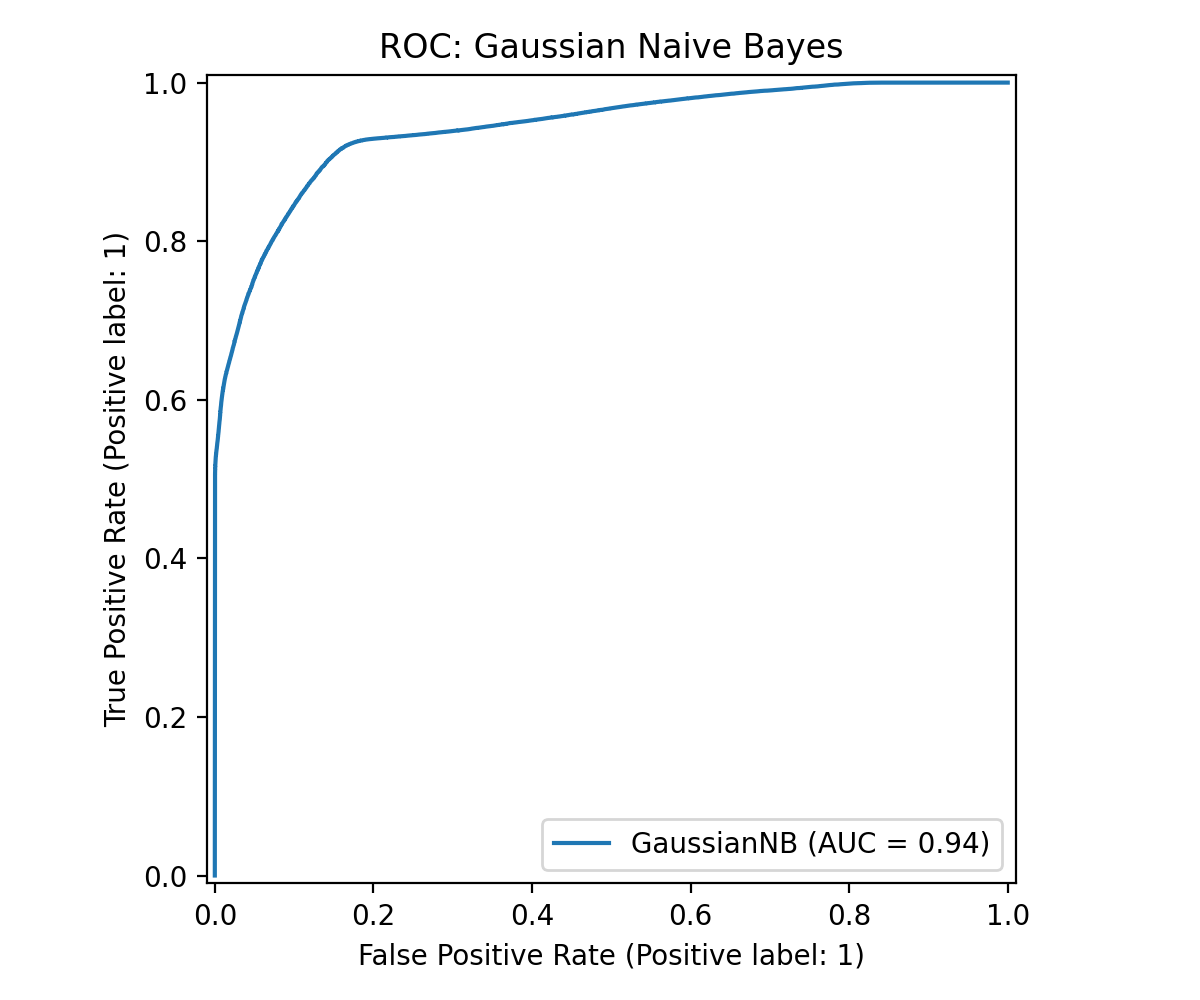 ROC: Gaussian Naive Bayes
True Positive Rate (Positive label: 1)
1.0
0.8
0.6
0.4
0.2
0.0
GaussianNB (AUC = 0.94)
0.0 0.2 0.4 0.6 0.8 1.0
False Positive Rate (Positive label: 1)